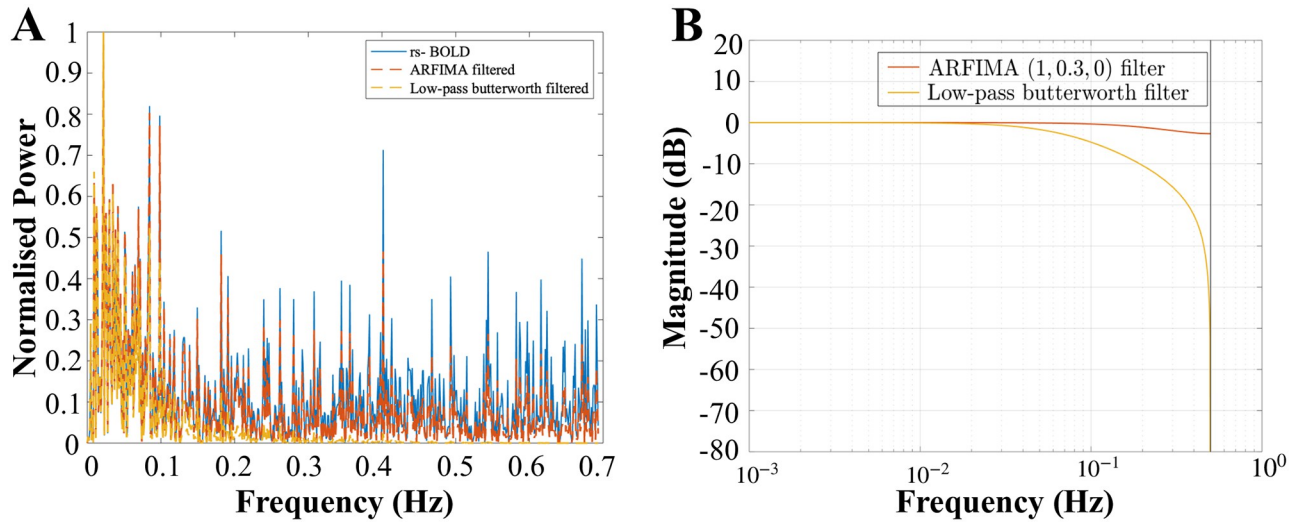 A
Normalised Power
1
0.9
0.8
0.7
0.6
0.5
0.4
0.3
0.2
0.1
0
rs- BOLD
ARFIMA filtered
Low-pass butterworth filtered
0 0.1 0.2 0.3 0.4 0.5 0.6 0.7
Frequency (Hz)
B
Magnitude (dB)
20
10
0
-10
-20
-30
-40
-50
-60
-70
-80
ARFIMA (1, 0.3, 0) filter
Low-pass butterworth filter
10⁻³ 10⁻² 10⁻¹ 10⁰
Frequency (Hz)